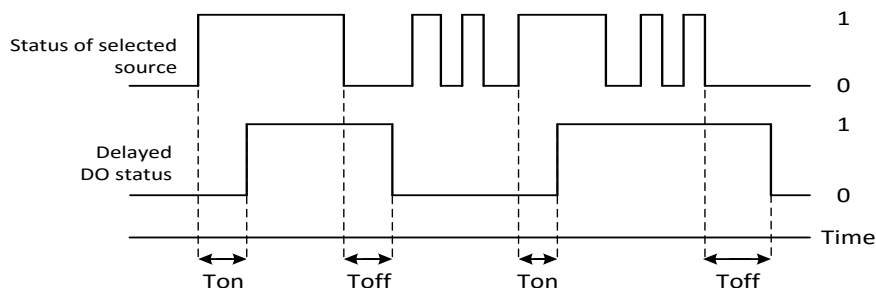 1
Status of selected
source
0
1
Delayed
DO status
0
Time
Ton
Toff
Ton
Toff